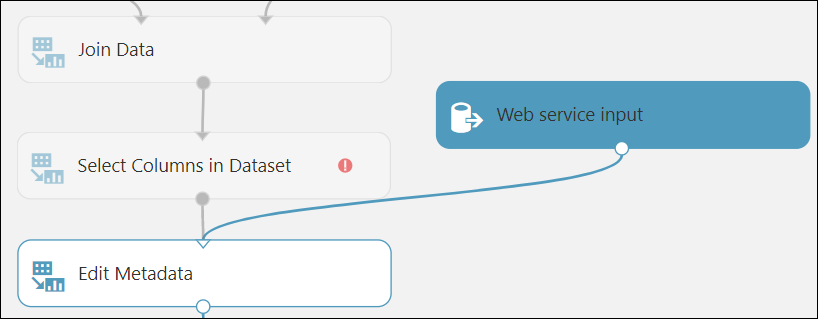 Join Data
Web service input
Select Columns in Dataset
Edit Metadata